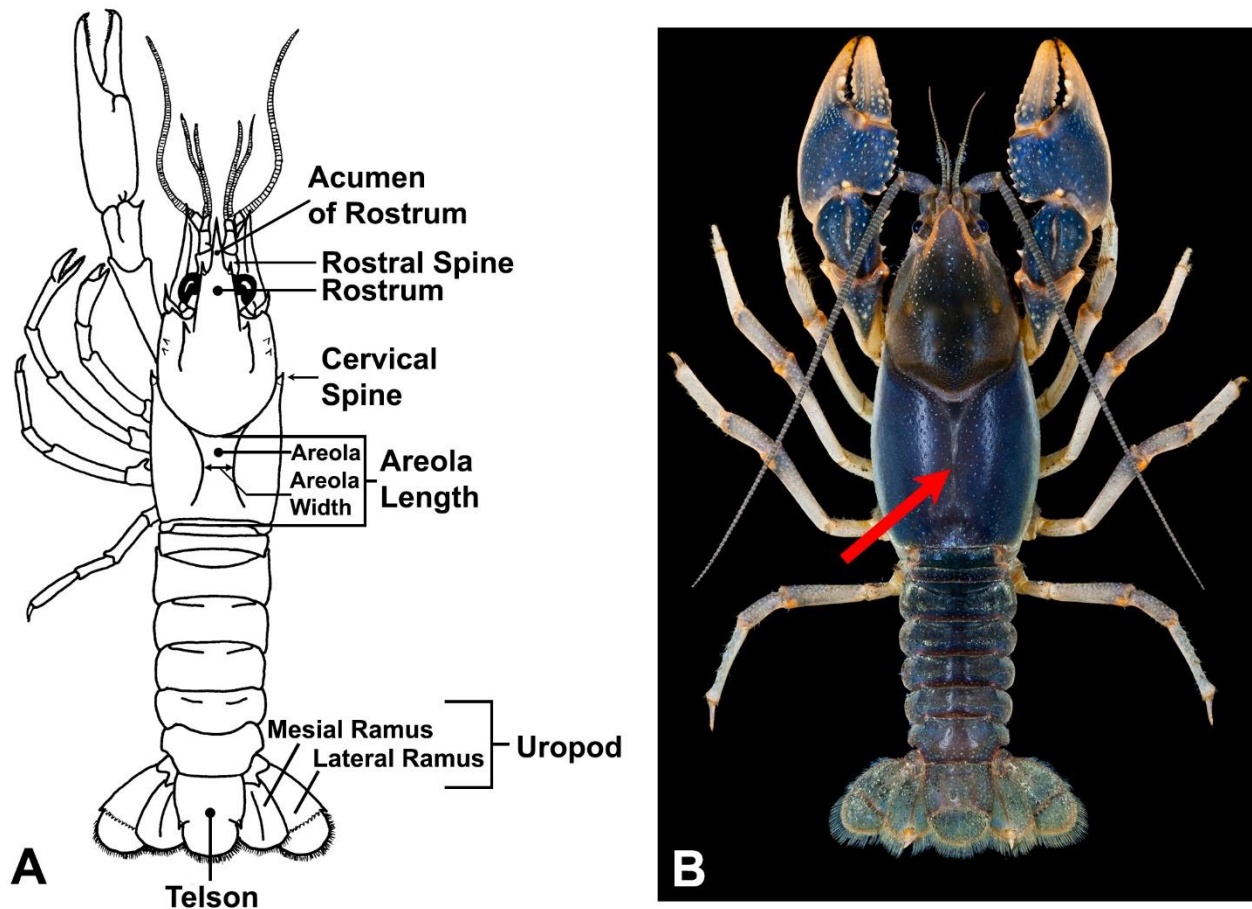 Acumen
of Rostrum
Rostral Spine
Rostrum
Cervical
Spine
Areola
Areola
Width
Areola
Length
Mesial Ramus
Lateral Ramus
Uropod
Telson
A
B